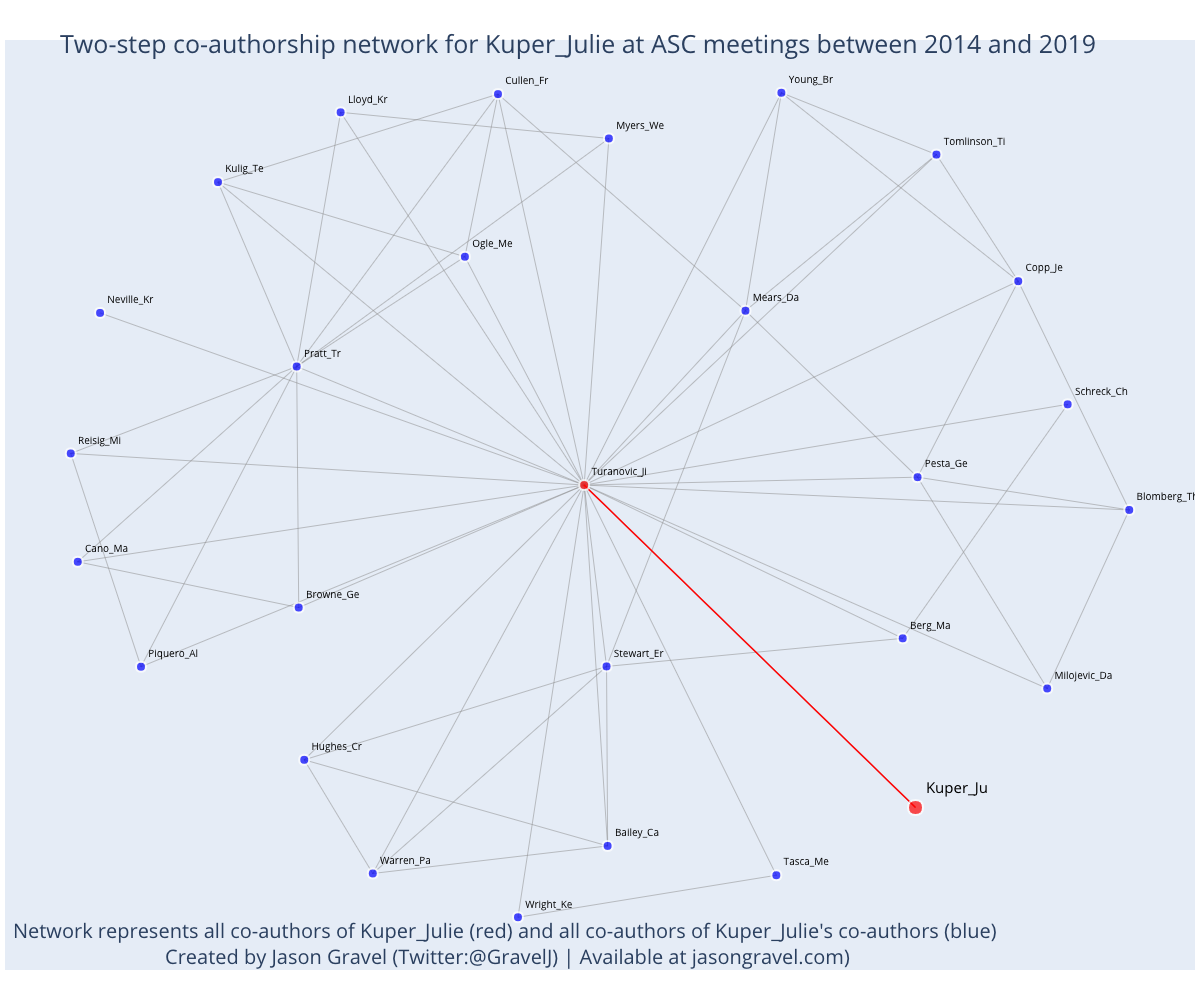 Two-step co-authorship network for Kuper_Julie at ASC meetings between 2014 and 2019
Cullen_Fr
Young_Br
Lloyd_Kr
Myers_We
Tomlinson_Ti
Kulig_Te
Ogle_Me
Copp_Je
Neville_Kr
Mears_Da
Pratt_Tr
Schreck_Ch
Reisig_Mi
Turanovic_Ji
Pesta_Ge
Blomberg_Th
Cano_Ma
Browne_Ge
Berg_Ma
Piquero_Al
Stewart_Er
Milojevic_Da
Hughes_Cr
Kuper_Ju
Bailey_Ca
Warren_Pa
Tasca_Me
Wright_Ke
Network represents all co-authors of Kuper_Julie (red) and all co-authors of Kuper_Julie's co-authors (blue)
Created by Jason Gravel (Twitter:@GravelJ) | Available at jasongravel.com)